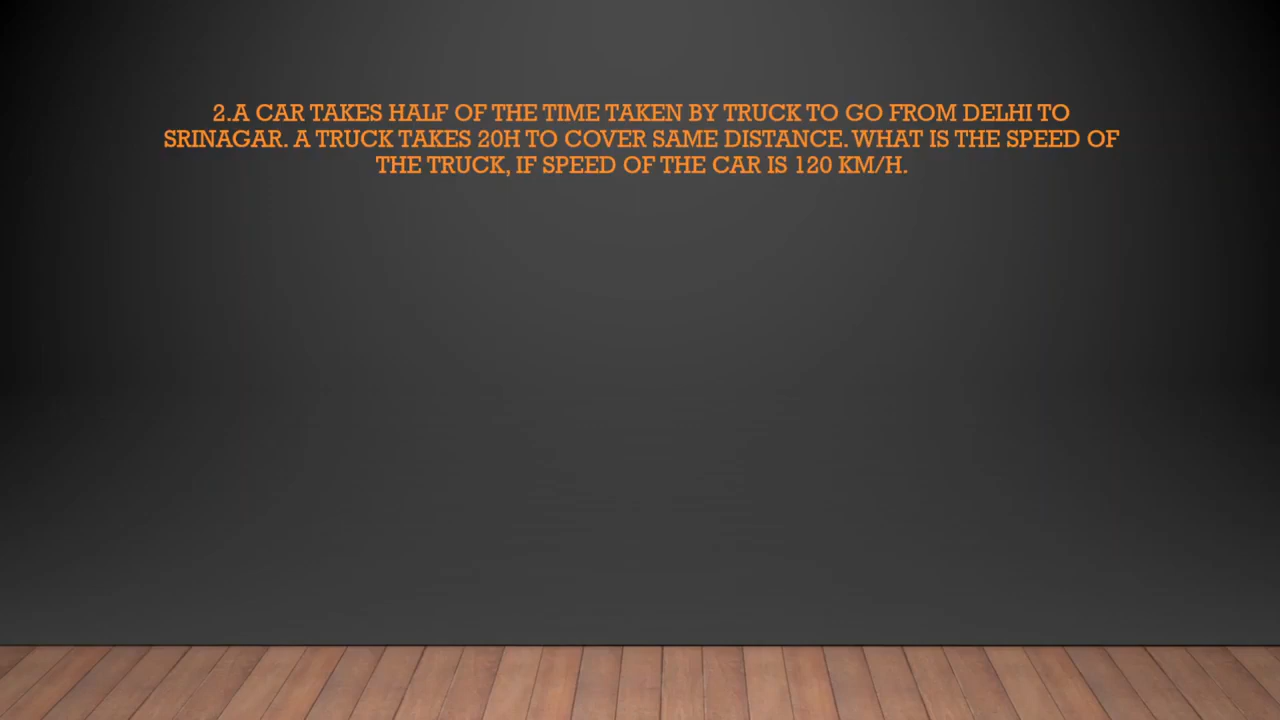 2.A CAR TAKES HALF OF THE TIME TAKEN BY TRUCK TO GO FROM DELHI TO
SRINAGAR. A TRUCK TAKES 20H TO COVER SAME DISTANCE. WHAT IS THE SPEED OF
THE TRUCK, IF SPEED OF THE CAR IS 120 KM/H.